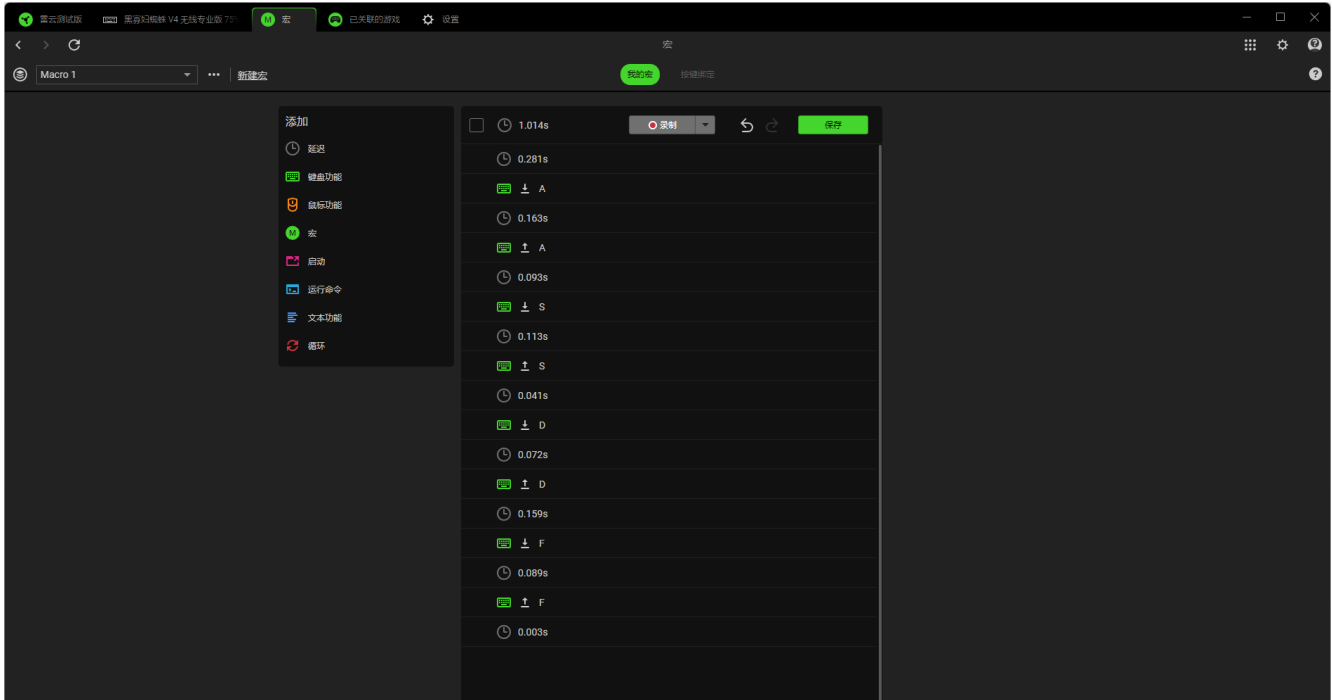 雷云测试版 黑寡妇蜘蛛 V4 无线专业版 75% 宏 已关联的游戏 设置
宏
Macro 1 新建宏 我的宏 按键绑定
添加
延迟
键盘功能
鼠标功能
宏
启动
运行命令
文本功能
循环
1.014s 录制 保存
0.281s
A
0.163s
A
0.093s
S
0.113s
S
0.041s
D
0.072s
D
0.159s
F
0.089s
F
0.003s